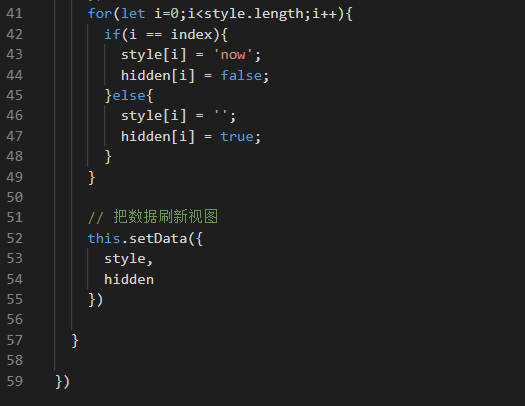 41 for(let i=0;i<style.length;i++){
42 if(i == index){
43 style[i] = 'now';
44 hidden[i] = false;
45 }else{
46 style[i] = '';
47 hidden[i] = true;
48 }
49 }
50
51 // 把数据刷新视图
52 this.setData({
53 style,
54 hidden
55 })
56
57 }
58
59 })